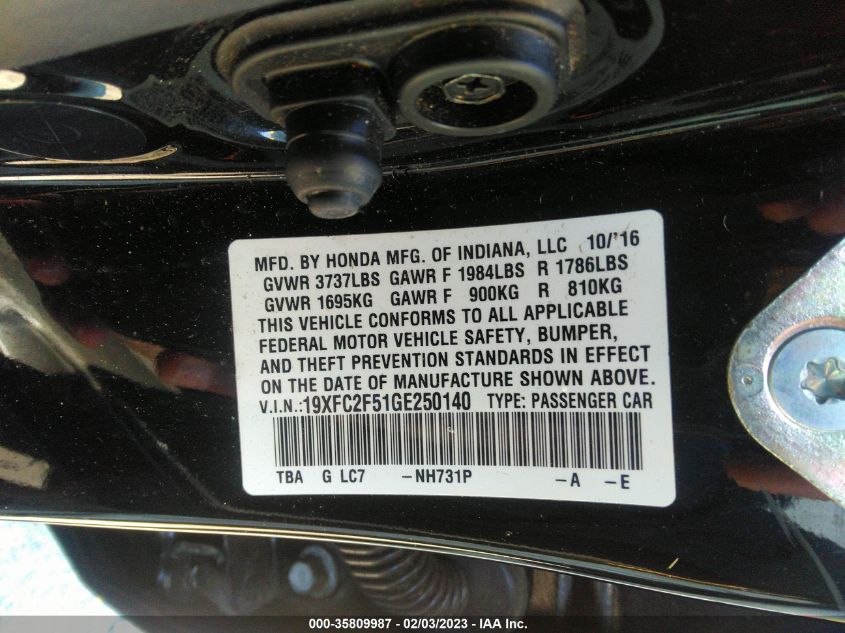 MFD. BY HONDA MFG. OF INDIANA, LLC 10/'16
GVWR 3737LBS GAWR F 1984LBS R 1786LBS
GVWR 1695KG GAWR F 900KG R 810KG
THIS VEHICLE CONFORMS TO ALL APPLICABLE
FEDERAL MOTOR VEHICLE SAFETY, BUMPER,
AND THEFT PREVENTION STANDARDS IN EFFECT
ON THE DATE OF MANUFACTURE SHOWN ABOVE.
V.I.N.:19XFC2F51GE250140 TYPE: PASSENGER CAR
TBA G LC7 -NH731P -A -E
000-35809987 - 02/03/2023 - IAA Inc.